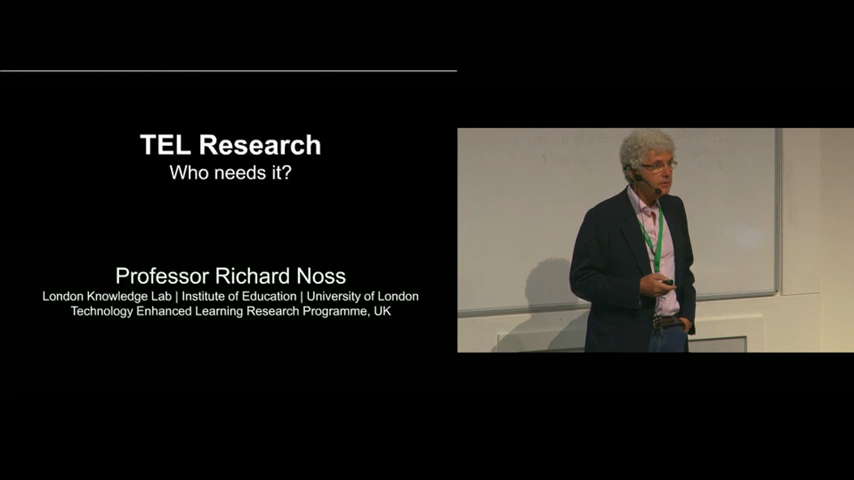 TEL Research
Who needs it?
Professor Richard Noss
London Knowledge Lab | Institute of Education | University of London
Technology Enhanced Learning Research Programme, UK